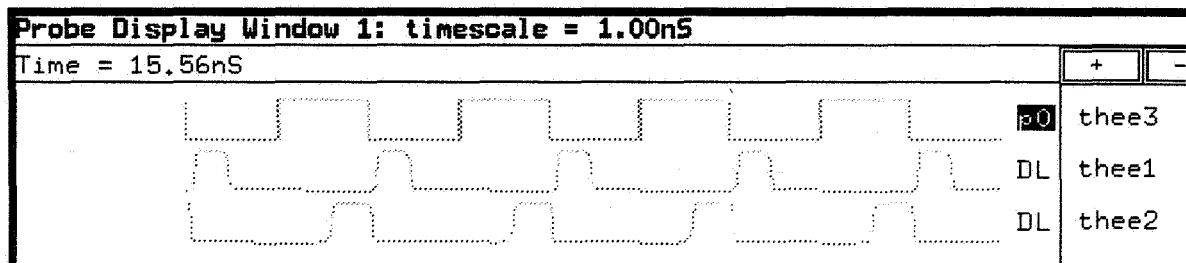 Probe Display Window 1: timescale = 1.00nS
Time = 15.56nS
+ -
p0 thee3
DL thee1
DL thee2